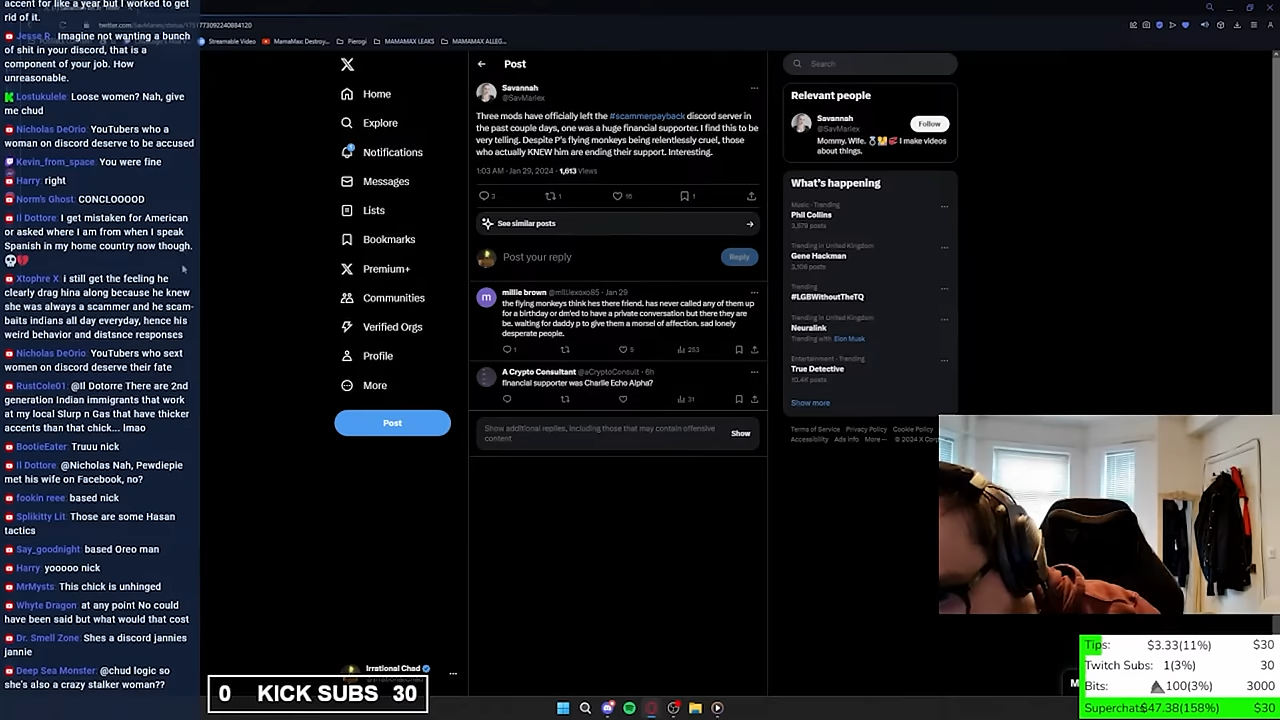 accent for like a year but I worked to get
rid of it.
Jesse R.: Imagine not wanting a bunch
of shit in your discord, that is a
component of your job. How
unreasonable.
Lostukulele: Loose women? Nah, give
me chud
Nicholas DeOrio: YouTubers who a
woman on discord deserve to be accused
Kevin_from_space: You were fine
Harry: right
Norm's Ghost: CONCLOOOOD
Il Dottore: I get mistaken for American
or asked where I am from when I speak
Spanish in my home country now though.
💀💔
Xtophre X: i still get the feeling he
clearly drag hina along because he knew
she was always a scammer and he scam-
baits indians all day everyday, hence his
weird behavior and distance responses
Nicholas DeOrio: YouTubers who sext
women on discord deserve their fate
RustCole01: @Il Dotorre There are 2nd
generation Indian immigrants that work
at my local Slurp n Gas that have thicker
accents than that chick... lmao
BootieEater: Truuu nick
Il Dottore: @Nicholas Nah, Pewdiepie
met his wife on Facebook, no?
fookin reee: based nick
Splikitty Lit: Those are some Hasan
tactics
Say_goodnight: based Oreo man
Harry: yooooo nick
MrMysts: This chick is unhinged
Whyte Dragon: at any point No could
have been said but what would that cost
Dr. Smell Zone: Shes a discord jannies
jannie
Deep Sea Monster: @chud logic so
she's also a crazy stalker woman??
Streamable Video
MamaMax: Destroy...
Pierogi
MAMAMAX LEAKS
MAMAMAX ALLEG...
Home
Explore
Notifications
Messages
Lists
Bookmarks
Premium+
Communities
Verified Orgs
Profile
More
Post
Irrational Chad
Post
Savannah
@SavMarlex
Three mods have officially left the #scammerpayback discord server in
the past couple days, one was a huge financial supporter. I find this to be
very telling. Despite P's flying monkeys being relentlessly cruel, those
who actually KNEW him are ending their support. Interesting.
1:03 AM · Jan 29, 2024 · 1,613 Views
3 1 16 1
See similar posts
Post your reply
Reply
m
millie brown @milliexoxo85 · Jan 29
the flying monkeys think hes there friend. has never called any of them up
for a birthday or dm'ed to have a private conversation but there they are
be. waiting for daddy p to give them a morsel of affection. sad lonely
desperate people.
1 5 253
A Crypto Consultant @aCryptoConsult · 6h
financial supporter was Charlie Echo Alpha?
31
Show additional replies, including those that may contain offensive
content
Show
Search
Relevant people
Savannah
@SavMarlex
Follow
Mommy. Wife. I make videos
about things.
What's happening
Music · Trending
Phil Collins
3,579 posts
Trending in United Kingdom
Gene Hackman
3,106 posts
Trending in United Kingdom
#LGBWithoutTheTQ
Trending in United Kingdom
Neuralink
Trending with Elon Musk
Entertainment · Trending
True Detective
10.4K posts
Show more
Terms of Service Privacy Policy Cookie Policy
Accessibility Ads info More ··· © 2024 X Corp
0 KICK SUBS 30
Tips: $3.33(11%) $30
Twitch Subs: 1(3%) 30
Bits: 100(3%) 3000
Superchats $47.38(158%) $30